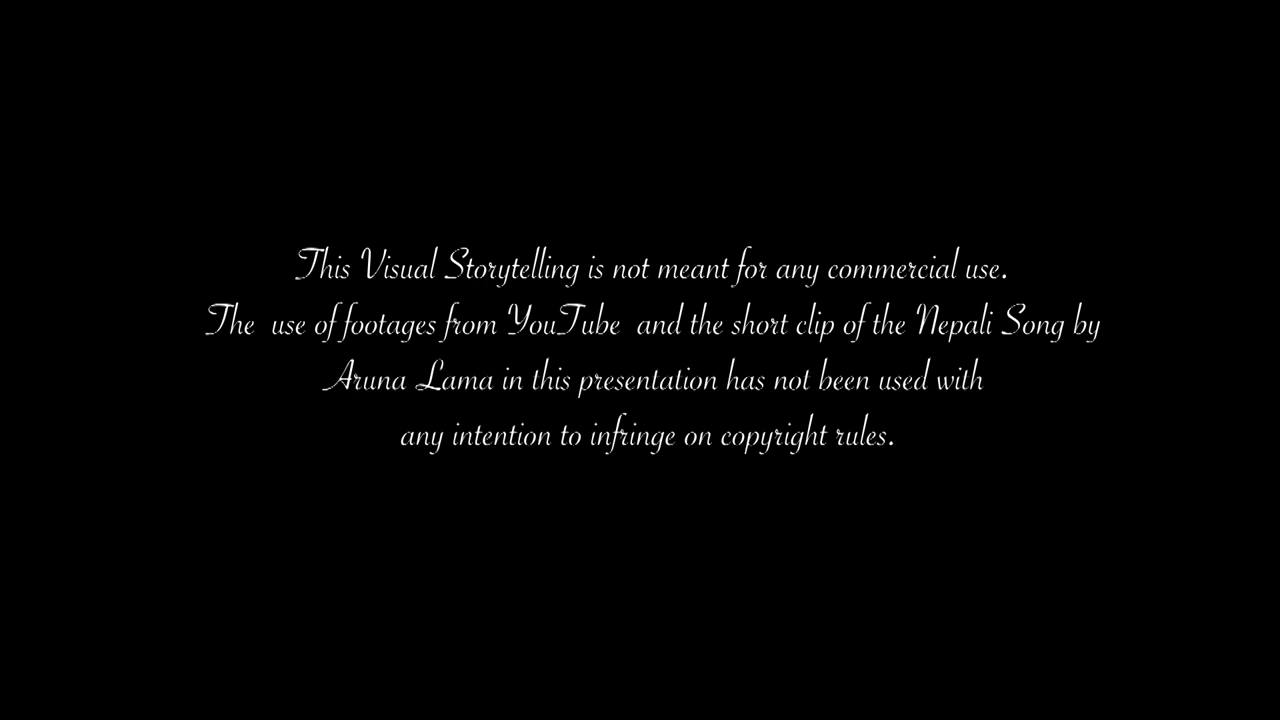 This Visual Storytelling is not meant for any commercial use.
The use of footages from YouTube and the short clip of the Nepali Song by
Aruna Lama in this presentation has not been used with
any intention to infringe on copyright rules.